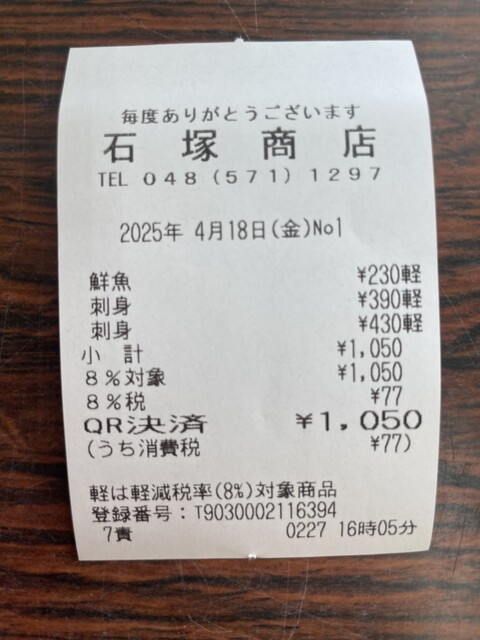 毎度ありがとうございます
石塚商店
TEL 048(571)1297
2025年 4月18日(金)No1
鮮魚 ¥230軽
刺身 ¥390軽
刺身 ¥430軽
小計 ¥1,050
8%対象 ¥1,050
8%税 ¥77
QR決済 ¥1,050
(うち消費税 ¥77)
軽は軽減税率(8%)対象商品
登録番号:T9030002116394
7責 0227 16時05分